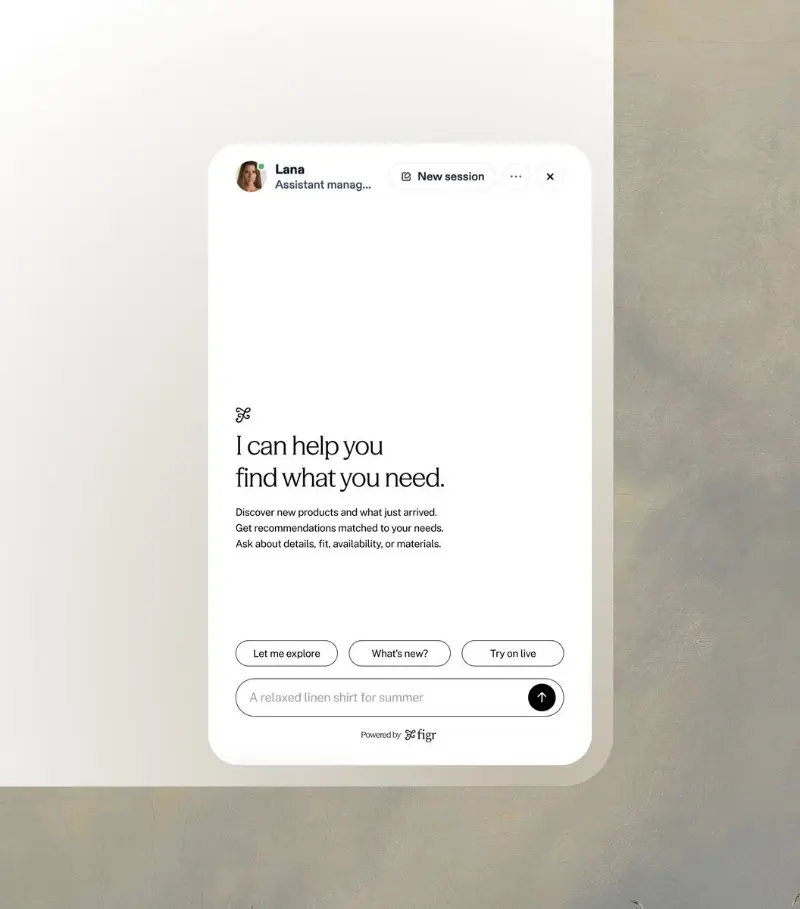 Lana
Assistant manag...
New session
I can help you
find what you need.
Discover new products and what just arrived.
Get recommendations matched to your needs.
Ask about details, fit, availability, or materials.
Let me explore
What's new?
Try on live
A relaxed linen shirt for summer
Powered by figr